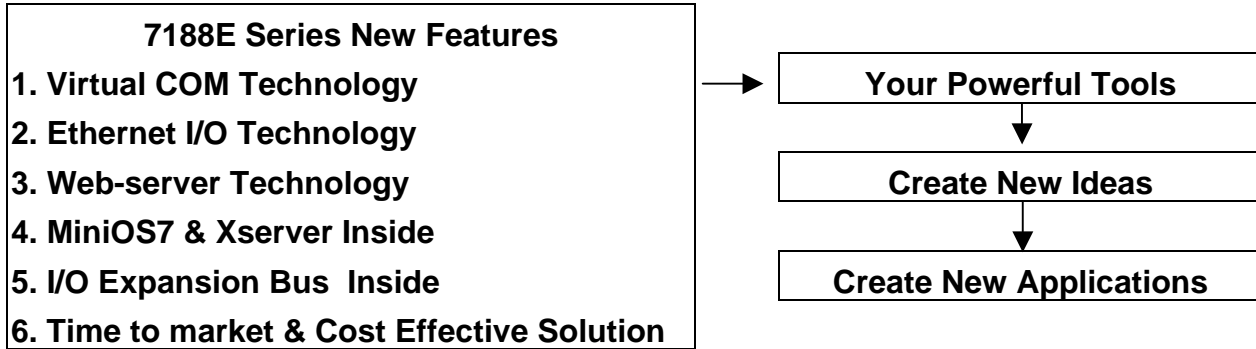 7188E Series New Features
1. Virtual COM Technology
2. Ethernet I/O Technology
3. Web-server Technology
4. MiniOS7 & Xserver Inside
5. I/O Expansion Bus Inside
6. Time to market & Cost Effective Solution
Your Powerful Tools
Create New Ideas
Create New Applications